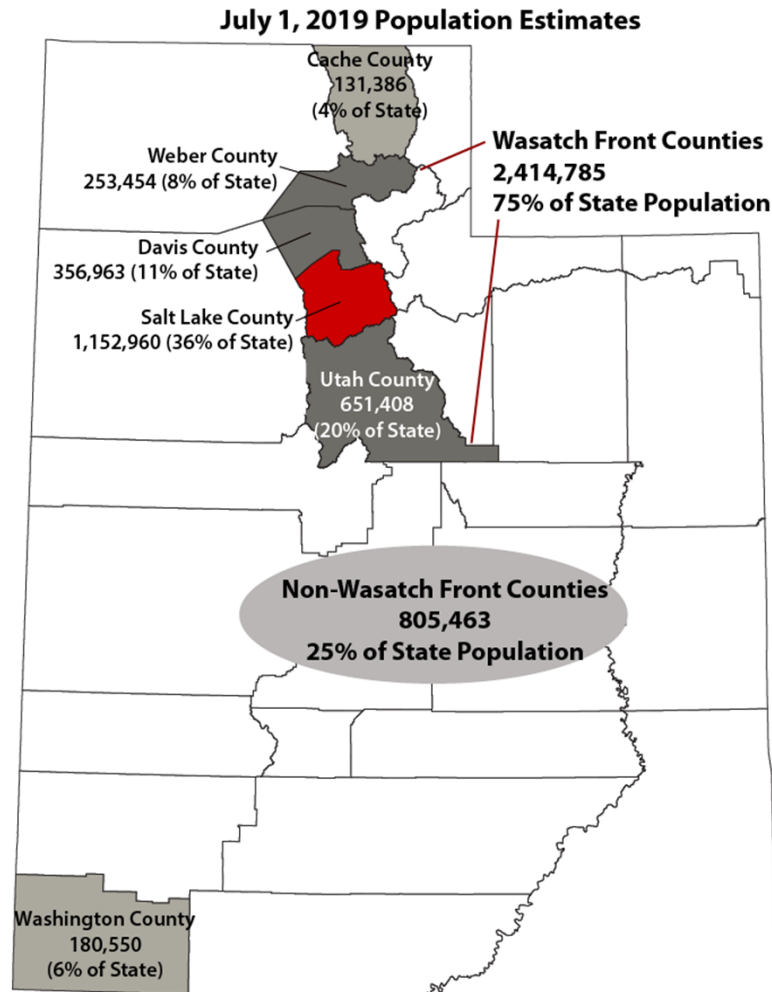 July 1, 2019 Population Estimates
Cache County
131,386
(4% of State)
Wasatch Front Counties
2,414,785
75% of State Population
Weber County
253,454 (8% of State)
Davis County
356,963 (11% of State)
Salt Lake County
1,152,960 (36% of State)
Utah County
651,408
(20% of State)
Non-Wasatch Front Counties
805,463
25% of State Population
Washington County
180,550
(6% of State)